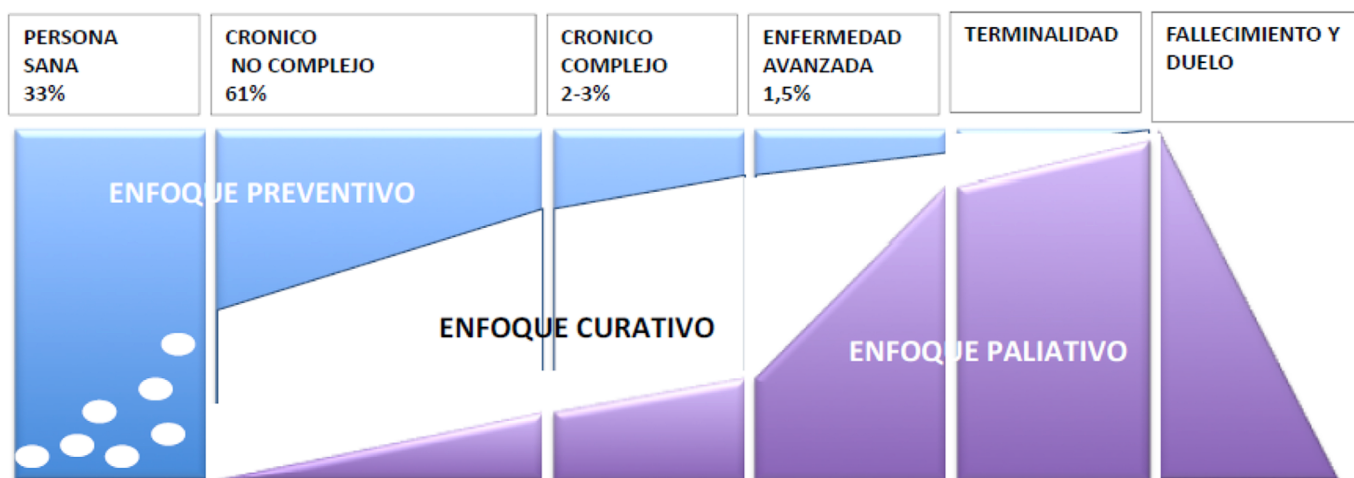 PERSONA
SANA
33%
CRONICO
NO COMPLEJO
61%
CRONICO
COMPLEJO
2-3%
ENFERMEDAD
AVANZADA
1,5%
TERMINALIDAD
FALLECIMIENTO Y
DUELO
ENFOQUE PREVENTIVO
ENFOQUE CURATIVO
ENFOQUE PALIATIVO